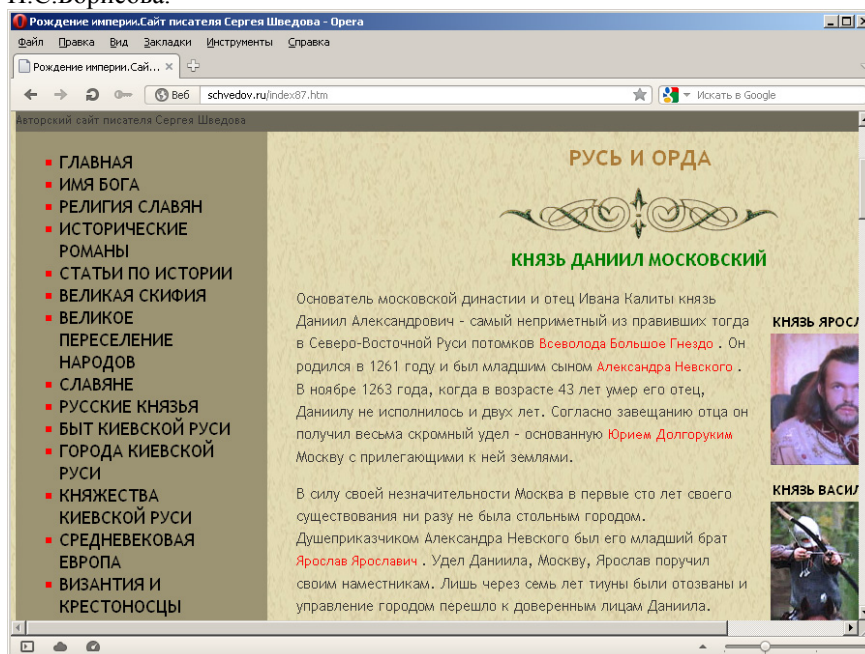 Н.С.Борисова.
Рождение империи.Сайт писателя Сергея Шведова - Opera
Файл Правка Вид Закладки Инструменты Справка
Рождение империи.Сай...
Веб schvedov.ru/index87.htm Искать в Google
Авторский сайт писателя Сергея Шведова
ГЛАВНАЯ
ИМЯ БОГА
РЕЛИГИЯ СЛАВЯН
ИСТОРИЧЕСКИЕ
РОМАНЫ
СТАТЬИ ПО ИСТОРИИ
ВЕЛИКАЯ СКИФИЯ
ВЕЛИКОЕ
ПЕРЕСЕЛЕНИЕ
НАРОДОВ
СЛАВЯНЕ
РУССКИЕ КНЯЗЬЯ
БЫТ КИЕВСКОЙ РУСИ
ГОРОДА КИЕВСКОЙ
РУСИ
КНЯЖЕСТВА
КИЕВСКОЙ РУСИ
СРЕДНЕВЕКОВАЯ
ЕВРОПА
ВИЗАНТИЯ И
КРЕСТОНОСЦЫ
РУСЬ И ОРДА
КНЯЗЬ ДАНИИЛ МОСКОВСКИЙ
Основатель московской династии и отец Ивана Калиты князь
Даниил Александрович - самый неприметный из правивших тогда
в Северо-Восточной Руси потомков Всеволода Большое Гнездо . Он
родился в 1261 году и был младшим сыном Александра Невского .
В ноябре 1263 года, когда в возрасте 43 лет умер его отец,
Даниилу не исполнилось и двух лет. Согласно завещанию отца он
получил весьма скромный удел - основанную Юрием Долгоруким
Москву с прилегающими к ней землями.
В силу своей незначительности Москва в первые сто лет своего
существования ни разу не была стольным городом.
Душеприказчиком Александра Невского был его младший брат
Ярослав Ярославич . Удел Даниила, Москву, Ярослав поручил
своим наместникам. Лишь через семь лет тиуны были отозваны и
управление городом перешло к доверенным лицам Даниила.
КНЯЗЬ ЯРОСЛ
КНЯЗЬ ВАСИЛ